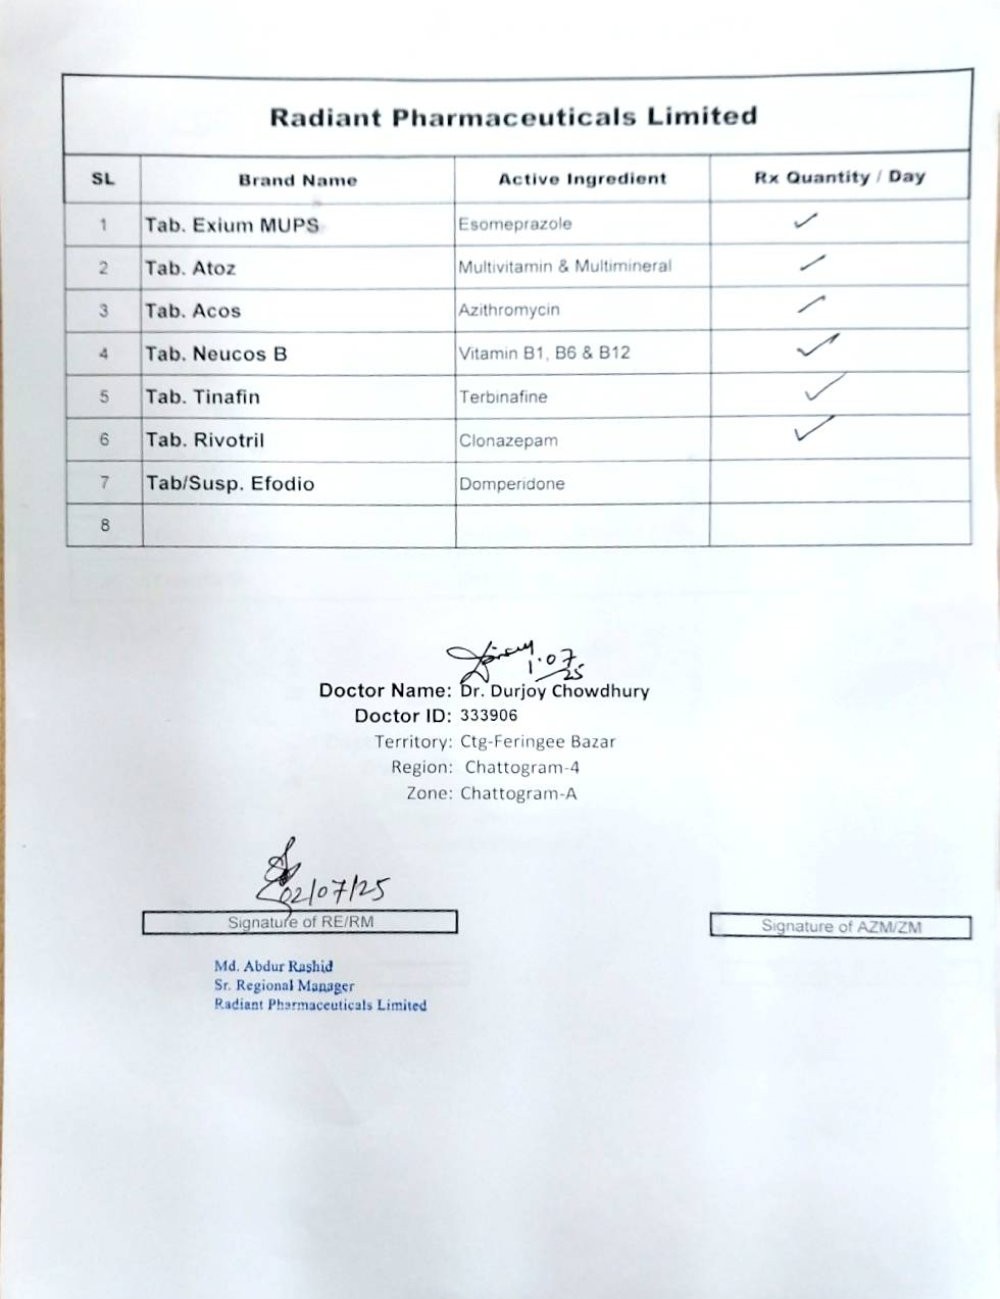 Radiant Pharmaceuticals Limited
SL Brand Name Active Ingredient Rx Quantity / Day
1 Tab. Exium MUPS Esomeprazole ✓
2 Tab. Atoz Multivitamin & Multimineral ✓
3 Tab. Acos Azithromycin ✓
4 Tab. Neucos B Vitamin B1, B6 & B12 ✓
5 Tab. Tinafin Terbinafine ✓
6 Tab. Rivotril Clonazepam ✓
7 Tab/Susp. Efodio Domperidone
8
1.07
25
Doctor Name: Dr. Durjoy Chowdhury
Doctor ID: 333906
Territory: Ctg-Feringee Bazar
Region: Chattogram-4
Zone: Chattogram-A
02/07/25
Signature of RE/RM Signature of AZM/ZM
Md. Abdur Rashid
Sr. Regional Manager
Radiant Pharmaceuticals Limited